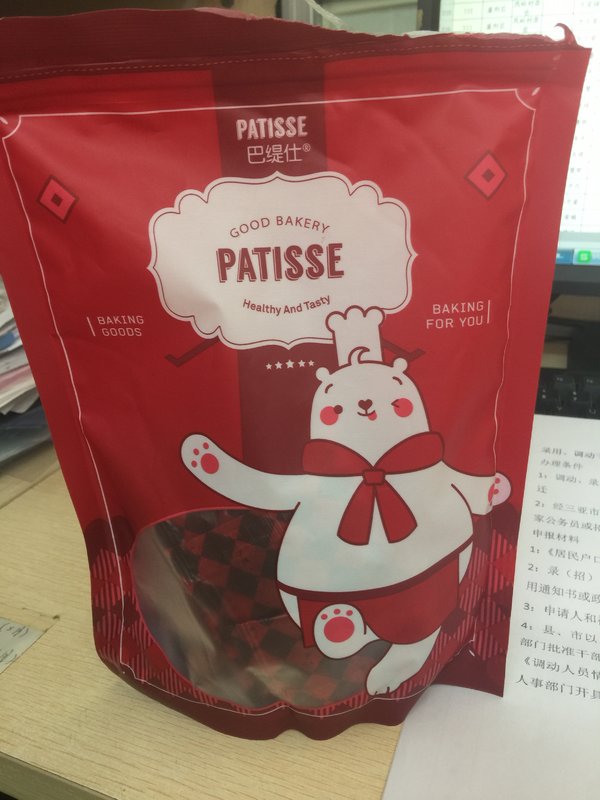 PATISSE
巴缇仕®
GOOD BAKERY
PATISSE
Healthy And Tasty
BAKING
GOODS
BAKING
FOR YOU
录用、调动
办理条件
1：调动、录
迁
2：经三亚市
家公务员或
申报材料
1：《居民户口
2：录（招）
用通知书或政
3：申请人和
4：县、市以
部门批准干部
《调动人员情
人事部门开具